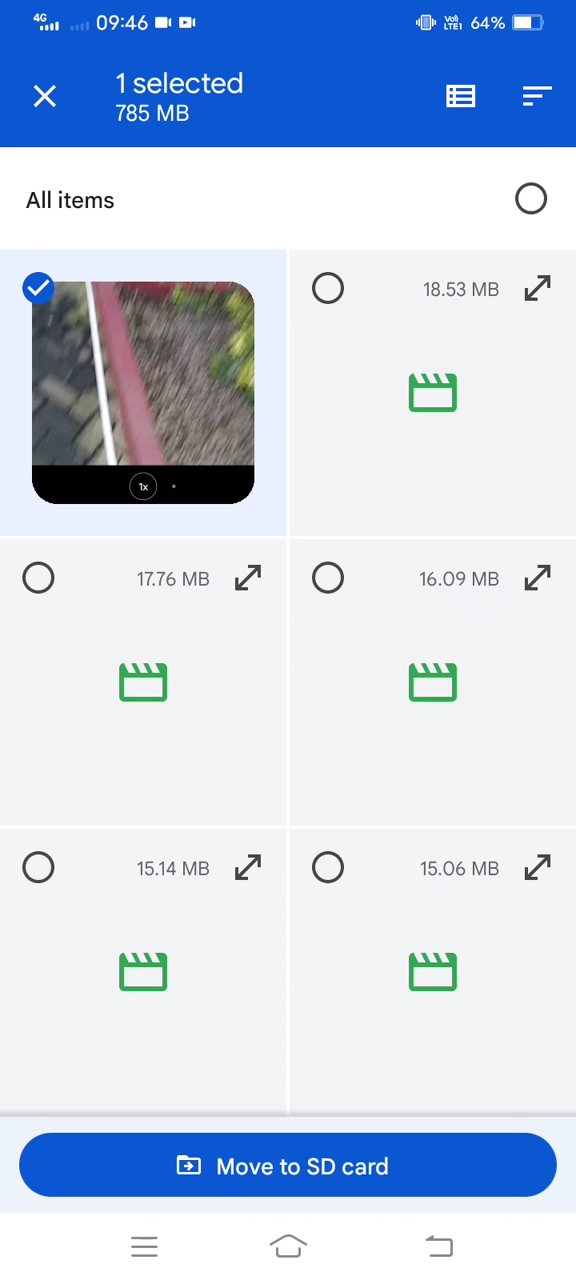 4G 09:46 Vo) LTE1 64%
1 selected
785 MB
All items
18.53 MB
1x
17.76 MB 16.09 MB
15.14 MB 15.06 MB
Move to SD card